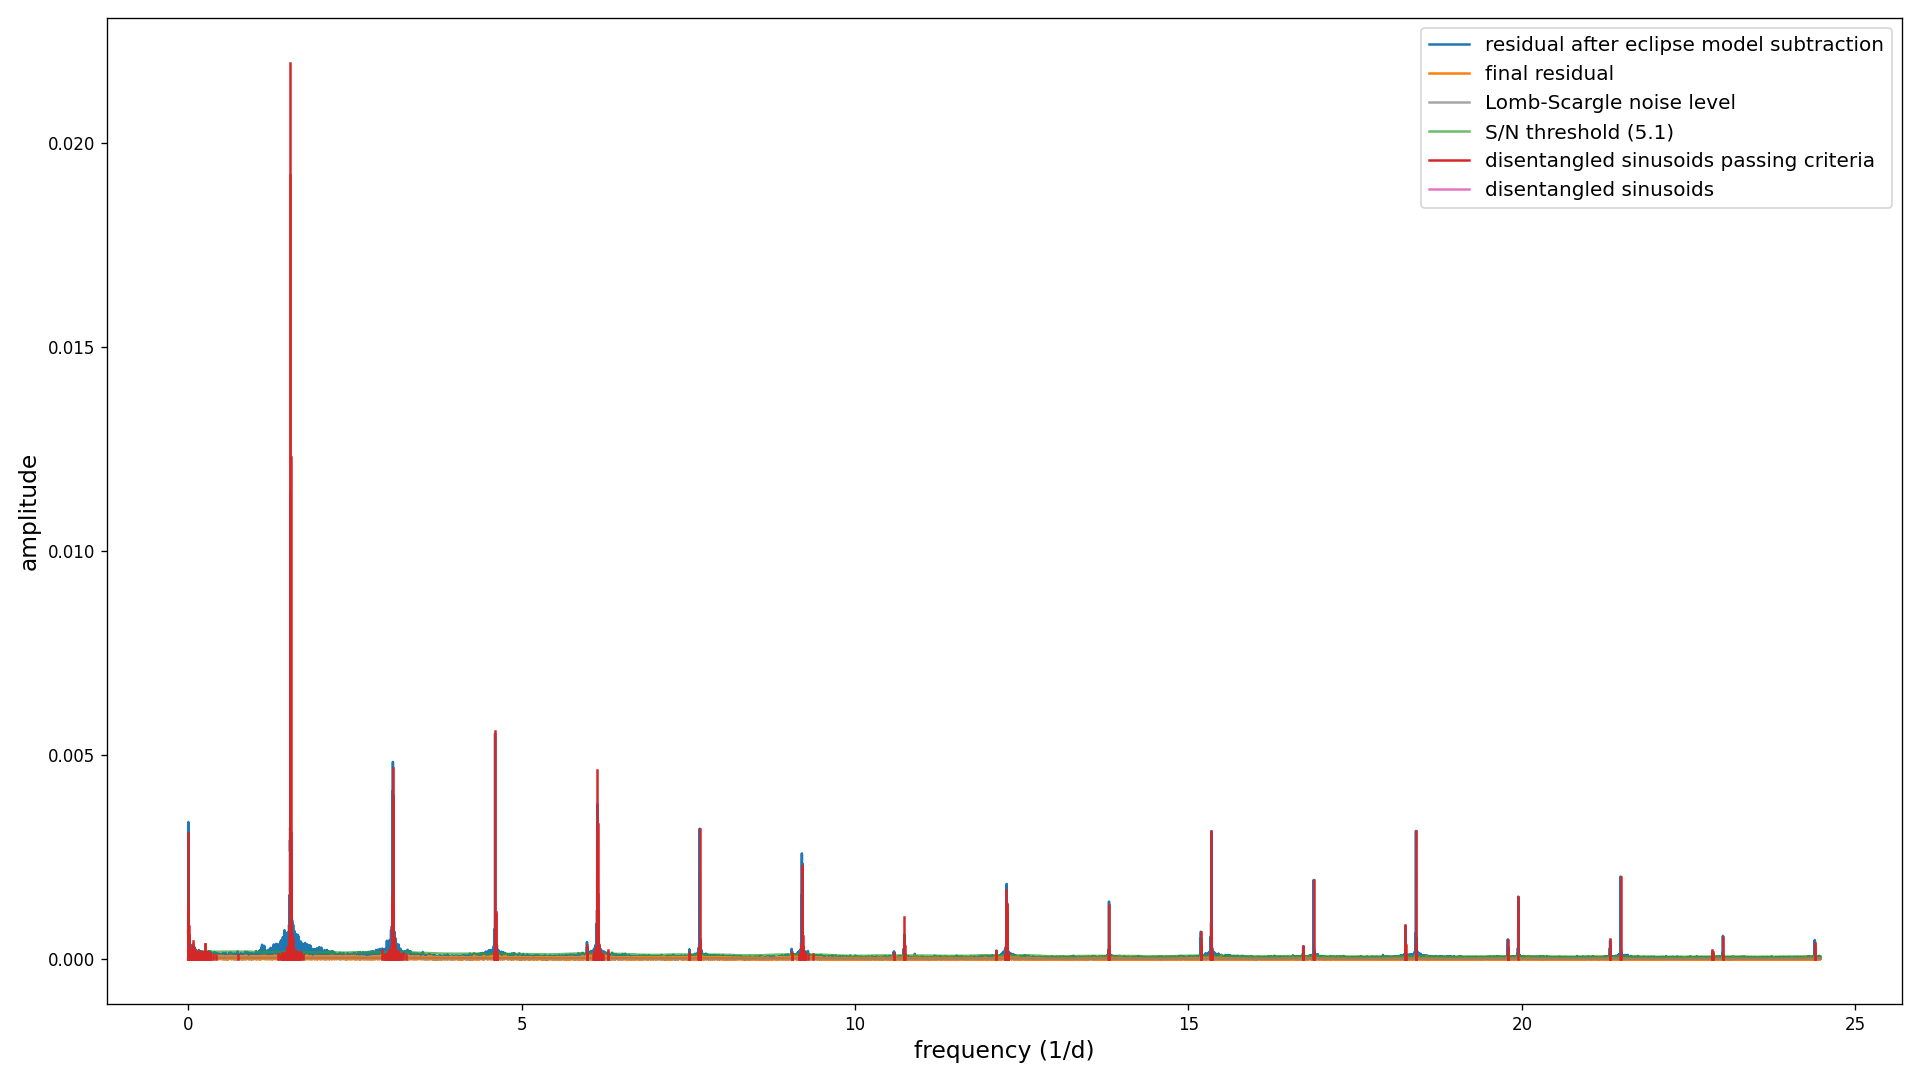 residual after eclipse model subtraction
final residual
Lomb-Scargle noise level
S/N threshold (5.1)
disentangled sinusoids passing criteria
disentangled sinusoids
0.020
0.015
0.010
0.005
0.000
amplitude
0 5 10 15 20 25
frequency (1/d)